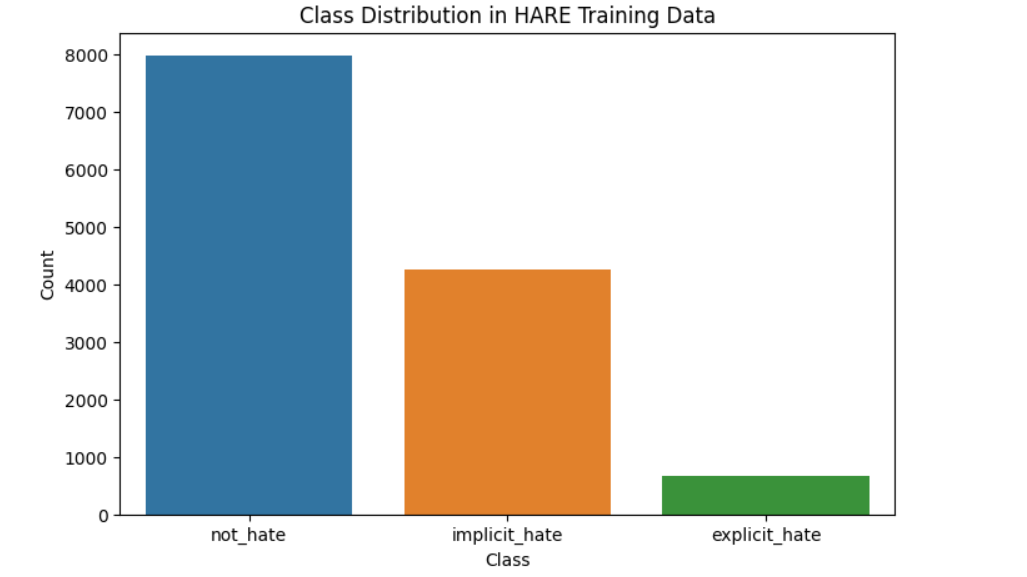 Class Distribution in HARE Training Data
8000
7000
6000
5000
4000
3000
2000
1000
0
Count
not_hate implicit_hate explicit_hate
Class